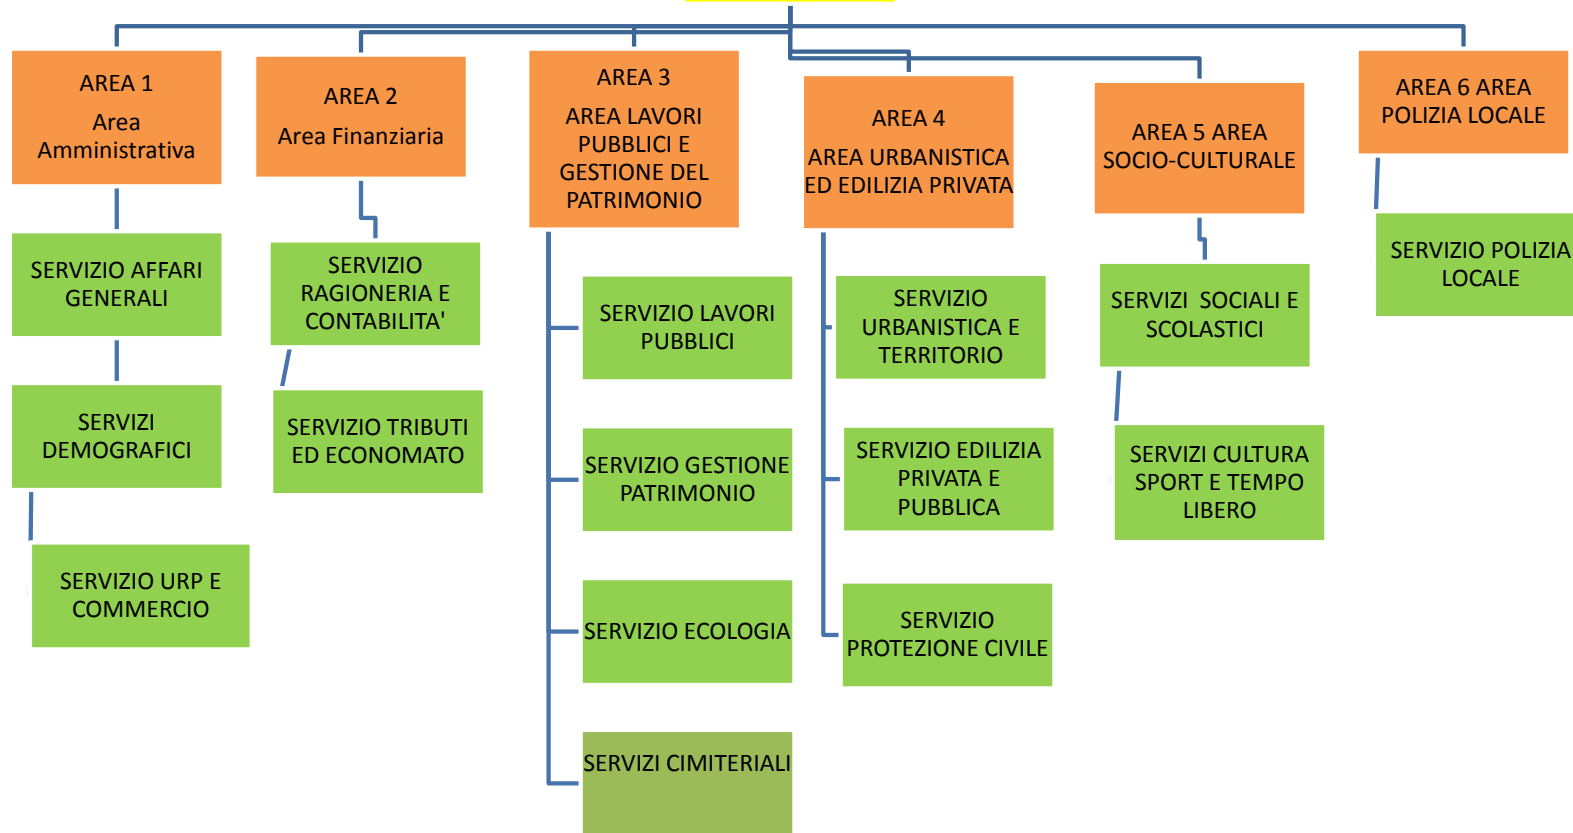 AREA 1
Area
Amministrativa
SERVIZIO AFFARI
GENERALI
SERVIZI
DEMOGRAFICI
SERVIZIO URP E
COMMERCIO
AREA 2
Area Finanziaria
SERVIZIO
RAGIONERIA E
CONTABILITA'
SERVIZIO TRIBUTI
ED ECONOMATO
AREA 3
AREA LAVORI
PUBBLICI E
GESTIONE DEL
PATRIMONIO
SERVIZIO LAVORI
PUBBLICI
SERVIZIO GESTIONE
PATRIMONIO
SERVIZIO ECOLOGIA
SERVIZI CIMITERIALI
AREA 4
AREA URBANISTICA
ED EDILIZIA PRIVATA
SERVIZIO
URBANISTICA E
TERRITORIO
SERVIZIO EDILIZIA
PRIVATA E
PUBBLICA
SERVIZIO
PROTEZIONE CIVILE
AREA 5 AREA
SOCIO-CULTURALE
SERVIZI  SOCIALI E
SCOLASTICI
SERVIZI CULTURA
SPORT E TEMPO
LIBERO
AREA 6 AREA
POLIZIA LOCALE
SERVIZIO POLIZIA
LOCALE